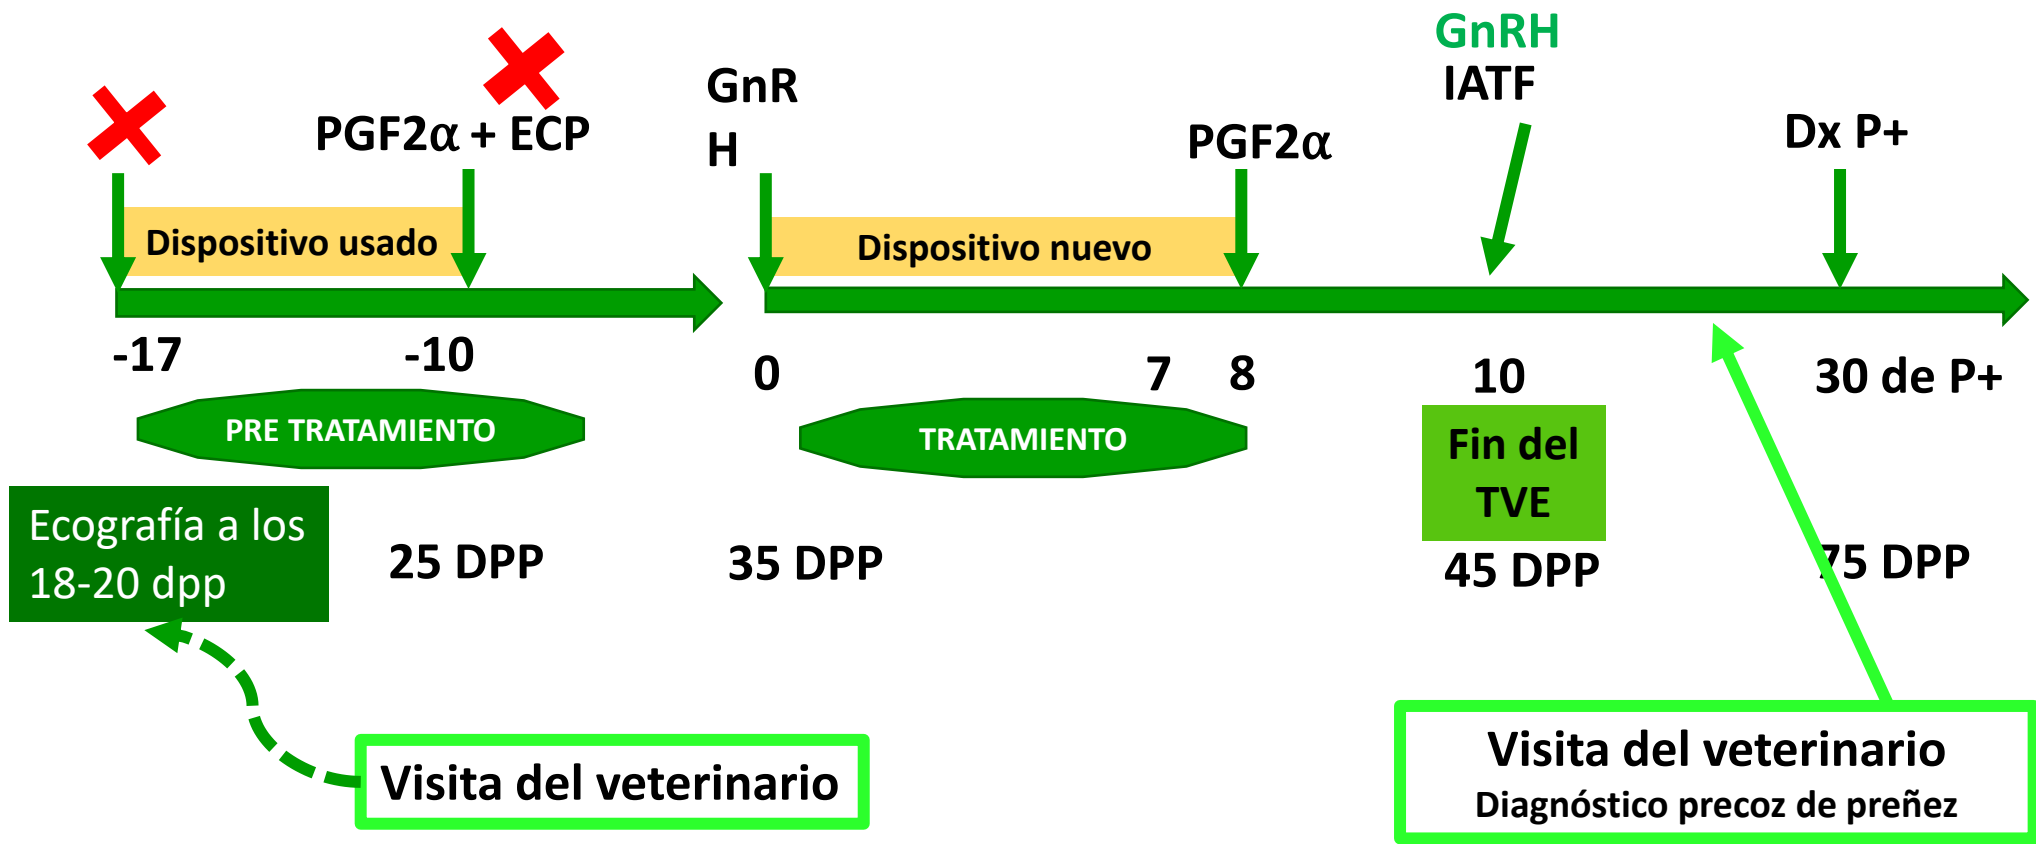 GnRH
IATF
GnR
H
PGF2α + ECP
PGF2α
Dx P+
Dispositivo usado
Dispositivo nuevo
-17
-10
0
7
8
10
30 de P+
PRE TRATAMIENTO
TRATAMIENTO
Fin del
TVE
Ecografía a los
18-20 dpp
25 DPP
35 DPP
45 DPP
75 DPP
Visita del veterinario
Visita del veterinario
Diagnóstico precoz de preñez